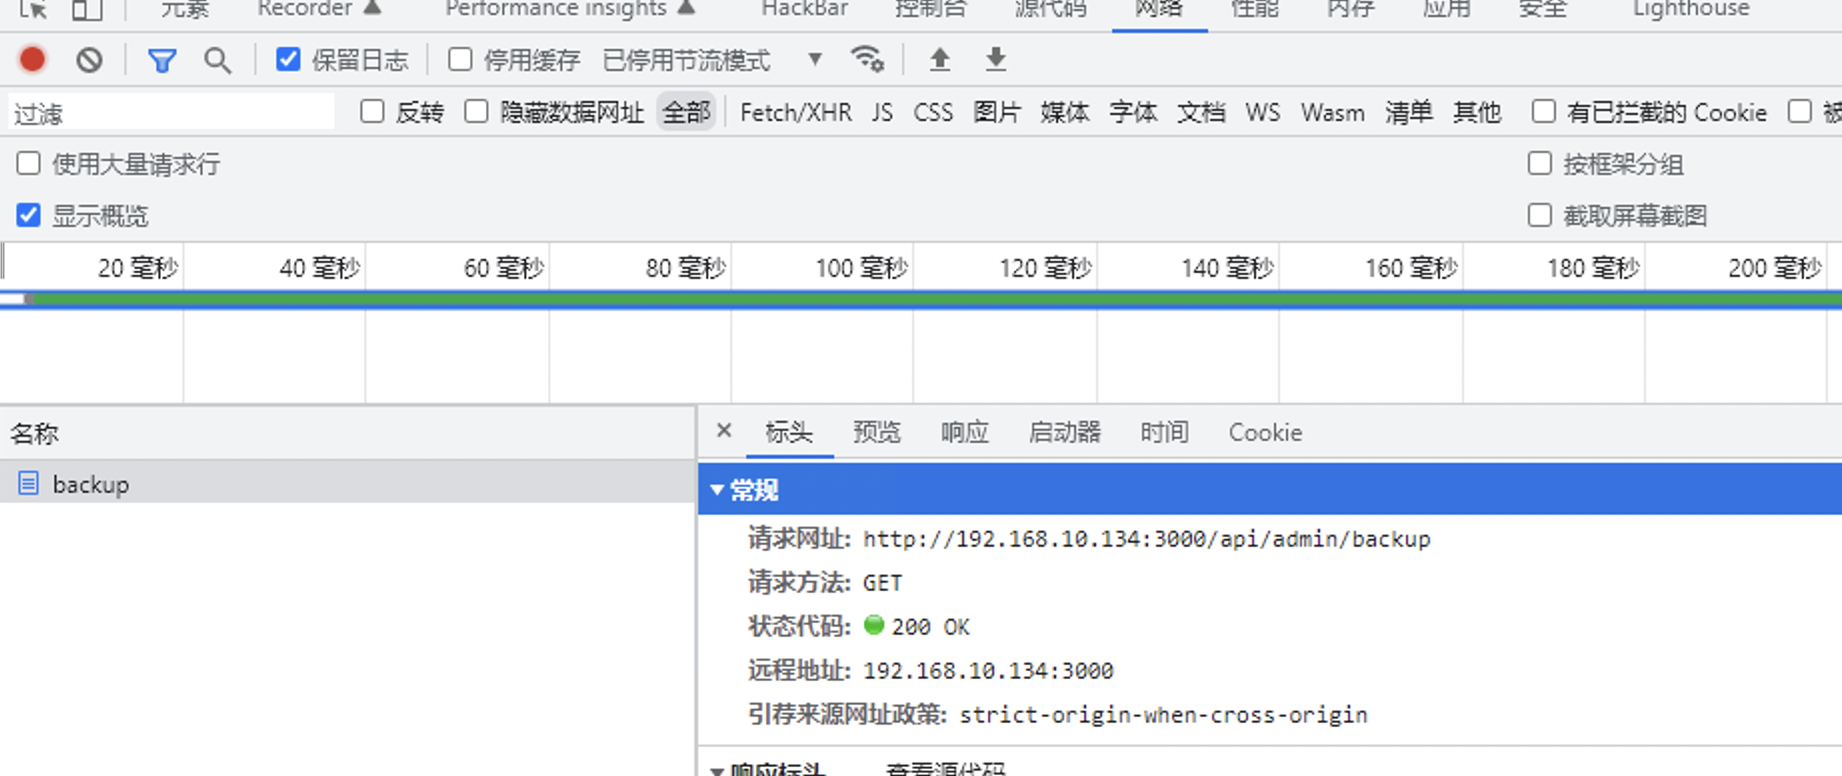 元素 Recorder Performance insights HackBar 控制台 源代码 网络 性能 内存 应用 安全 Lighthouse
保留日志 停用缓存 已停用节流模式
过滤 反转 隐藏数据网址 全部 Fetch/XHR JS CSS 图片 媒体 字体 文档 WS Wasm 清单 其他 有已拦截的 Cookie 被
使用大量请求行 按框架分组
显示概览 截取屏幕截图
20 毫秒 40 毫秒 60 毫秒 80 毫秒 100 毫秒 120 毫秒 140 毫秒 160 毫秒 180 毫秒 200 毫秒
名称 × 标头 预览 响应 启动器 时间 Cookie
backup
常规
请求网址: http://192.168.10.134:3000/api/admin/backup
请求方法: GET
状态代码: 200 OK
远程地址: 192.168.10.134:3000
引荐来源网址政策: strict-origin-when-cross-origin
响应标头 查看源代码